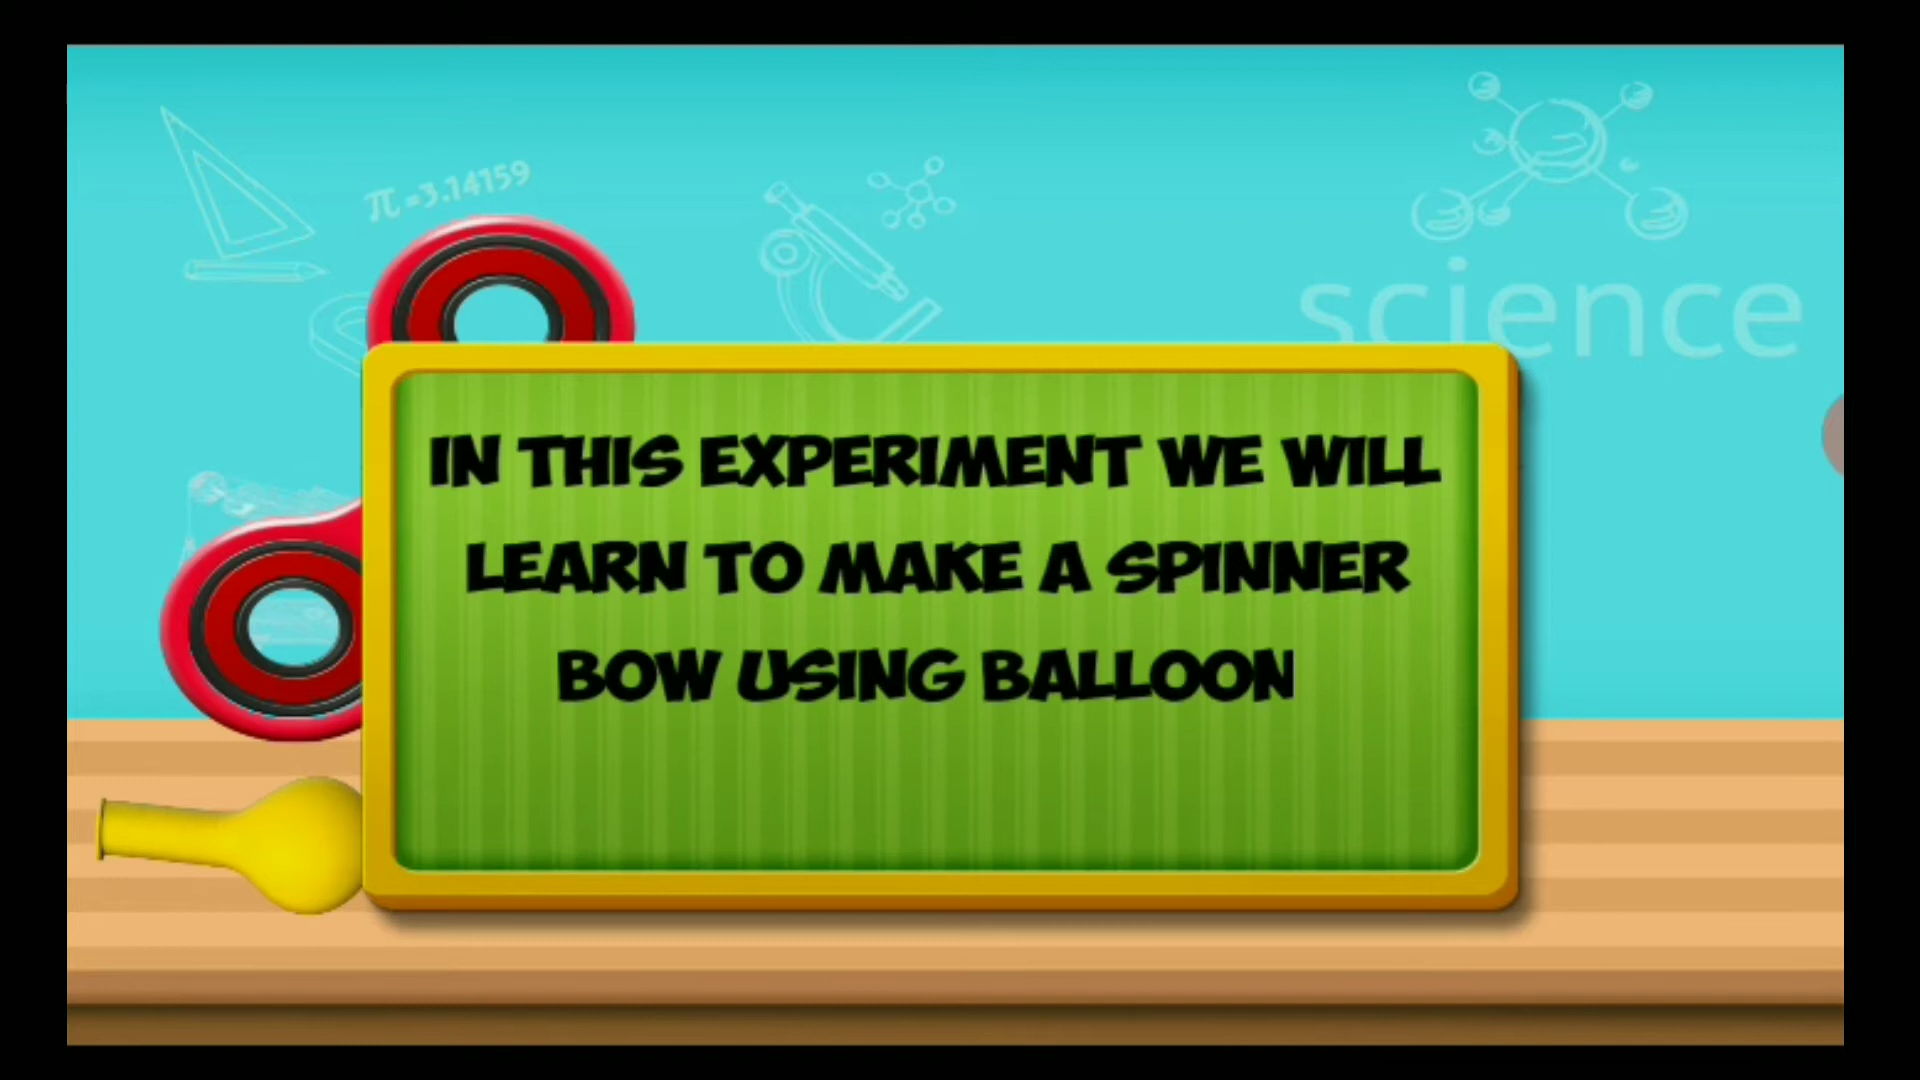 π=3.14159
science
IN THIS EXPERIMENT WE WILL
LEARN TO MAKE A SPINNER
BOW USING BALLOON